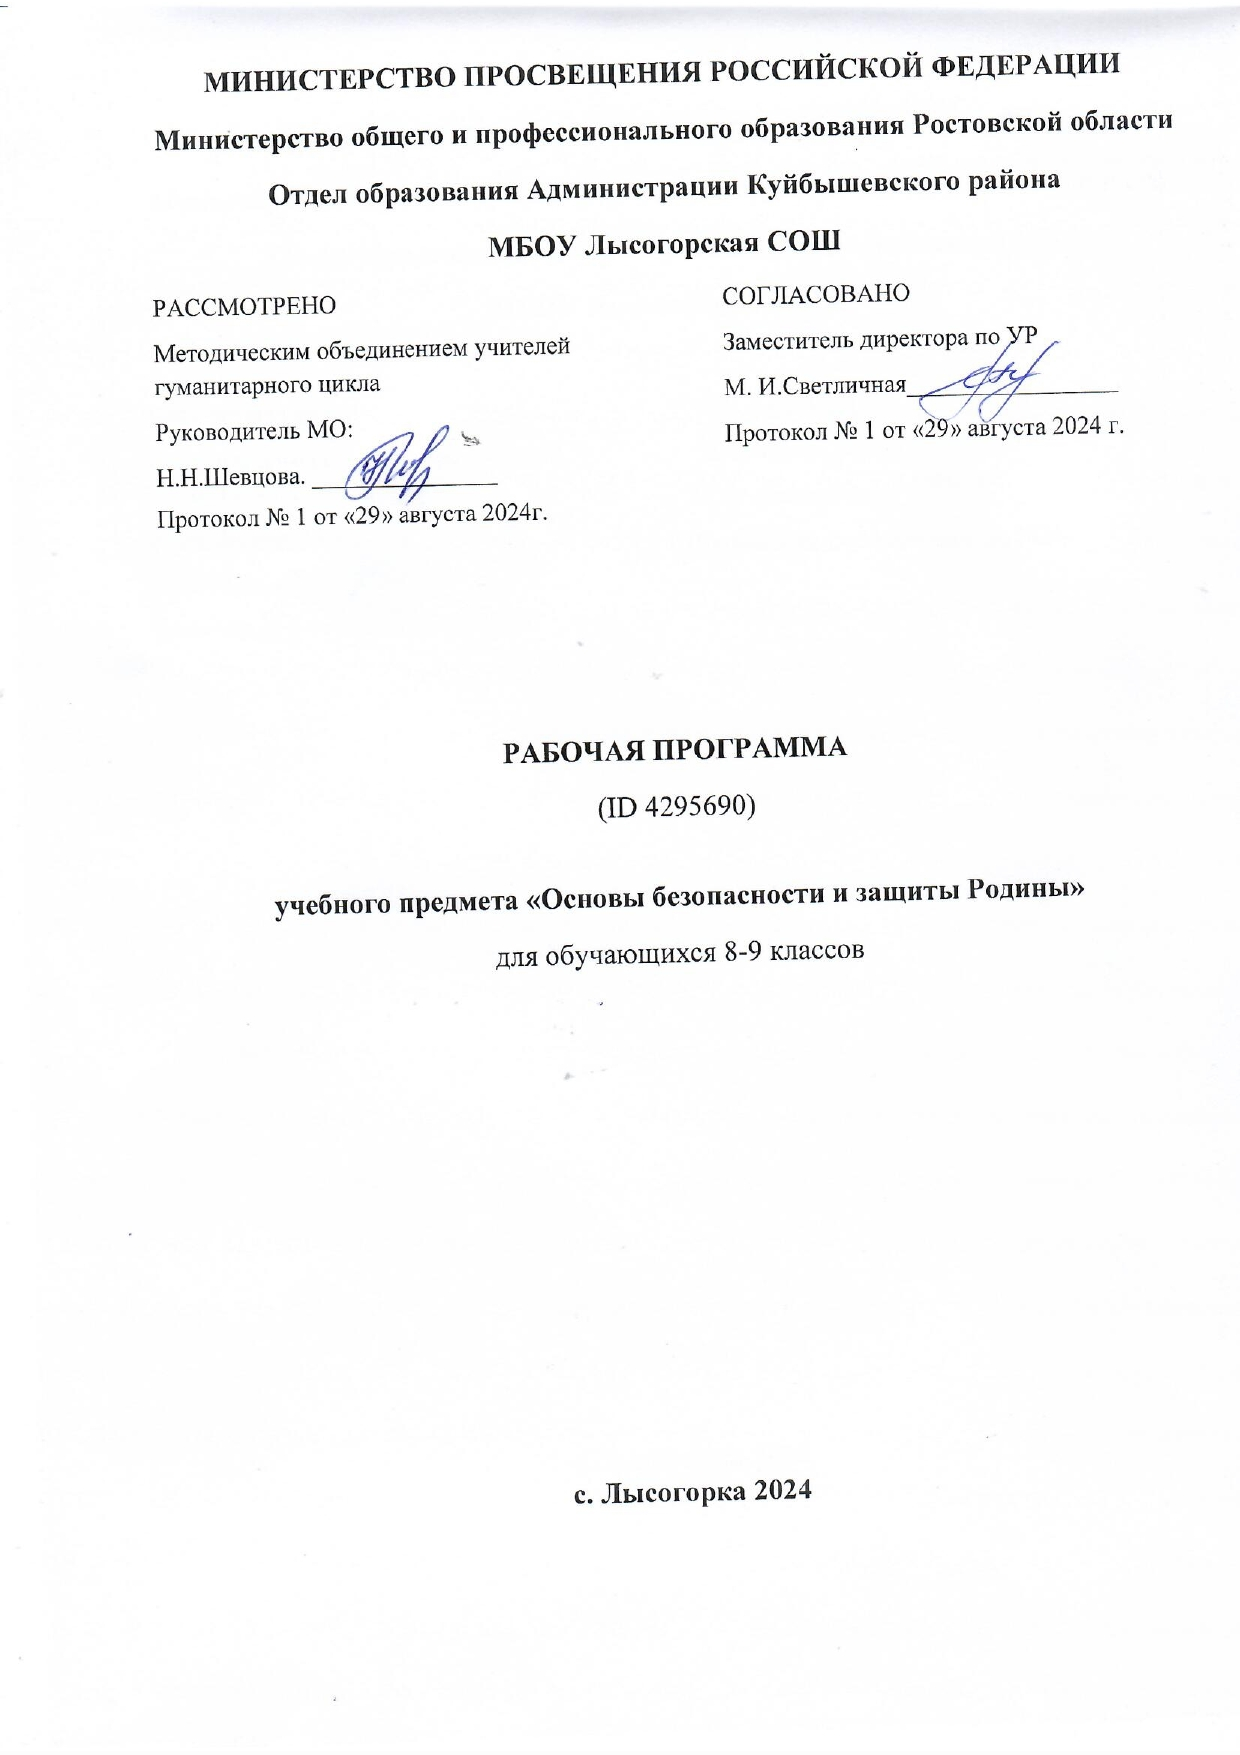 МИНИСТЕРСТВО ПРОСВЕЩЕНИЯ РОССИЙСКОЙ ФЕДЕРАЦИИ
Министерство общего и профессионального образования Ростовской области
Отдел образования Администрации Куйбышевского района
МБОУ Лысогорская СОШ
РАССМОТРЕНО
Методическим объединением учителей
гуманитарного цикла
Руководитель МО:
Н.Н.Шевцова. _______________
Протокол № 1 от «29» августа 2024г.
СОГЛАСОВАНО
Заместитель директора по УР
М. И.Светличная_________________
Протокол № 1 от «29» августа 2024 г.
РАБОЧАЯ ПРОГРАММА
(ID 4295690)
учебного предмета «Основы безопасности и защиты Родины»
для обучающихся 8-9 классов
с. Лысогорка 2024